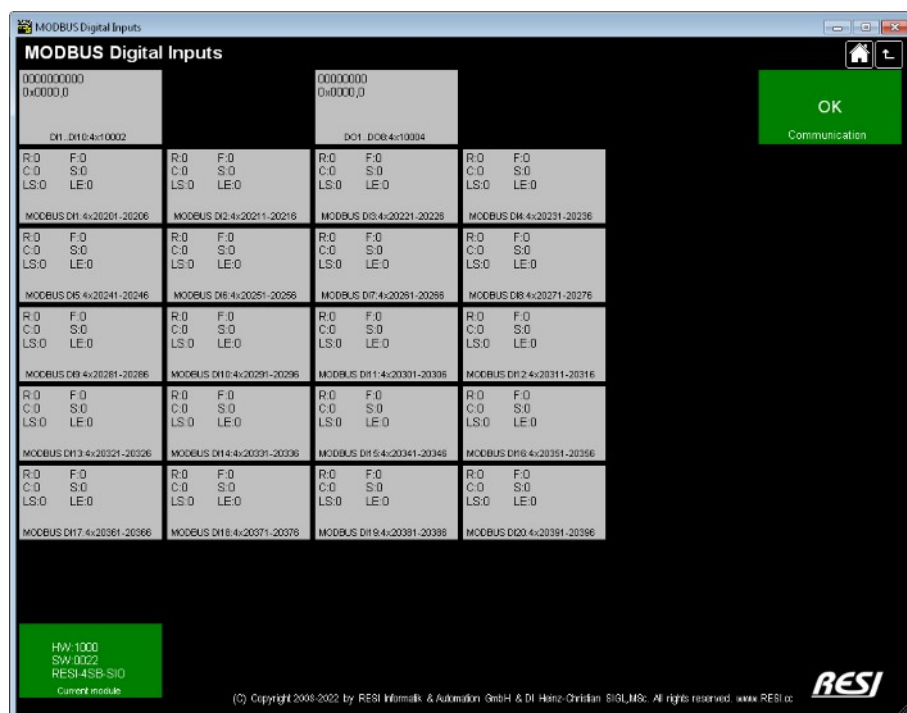 MODBUS Digital Inputs
MODBUS Digital Inputs
0000000000
0x0000,0
DI1..DI10:4x10002
00000000
0x0000,0
DO1..DO8:4x10004
OK
Communication
R:0 F:0
C:0 S:0
LS:0 LE:0
MODBUS DI1:4x20201-20206
R:0 F:0
C:0 S:0
LS:0 LE:0
MODBUS DI2:4x20211-20216
R:0 F:0
C:0 S:0
LS:0 LE:0
MODBUS DI3:4x20221-20226
R:0 F:0
C:0 S:0
LS:0 LE:0
MODBUS DI4:4x20231-20236
R:0 F:0
C:0 S:0
LS:0 LE:0
MODBUS DI5:4x20241-20246
R:0 F:0
C:0 S:0
LS:0 LE:0
MODBUS DI6:4x20251-20256
R:0 F:0
C:0 S:0
LS:0 LE:0
MODBUS DI7:4x20261-20266
R:0 F:0
C:0 S:0
LS:0 LE:0
MODBUS DI8:4x20271-20276
R:0 F:0
C:0 S:0
LS:0 LE:0
MODBUS DI9:4x20281-20286
R:0 F:0
C:0 S:0
LS:0 LE:0
MODBUS DI10:4x20291-20296
R:0 F:0
C:0 S:0
LS:0 LE:0
MODBUS DI11:4x20301-20306
R:0 F:0
C:0 S:0
LS:0 LE:0
MODBUS DI12:4x20311-20316
R:0 F:0
C:0 S:0
LS:0 LE:0
MODBUS DI13:4x20321-20326
R:0 F:0
C:0 S:0
LS:0 LE:0
MODBUS DI14:4x20331-20336
R:0 F:0
C:0 S:0
LS:0 LE:0
MODBUS DI15:4x20341-20346
R:0 F:0
C:0 S:0
LS:0 LE:0
MODBUS DI16:4x20351-20356
R:0 F:0
C:0 S:0
LS:0 LE:0
MODBUS DI17:4x20361-20366
R:0 F:0
C:0 S:0
LS:0 LE:0
MODBUS DI18:4x20371-20376
R:0 F:0
C:0 S:0
LS:0 LE:0
MODBUS DI19:4x20381-20386
R:0 F:0
C:0 S:0
LS:0 LE:0
MODBUS DI20:4x20391-20396
HW:1000
SW:0022
RESI-4SB-SIO
Current module
(C) Copyright 2008-2022 by RESI Informatik & Automation GmbH & DI Heinz-Christian SIGL,MSc. All rights reserved. www.RESI.cc
RESI